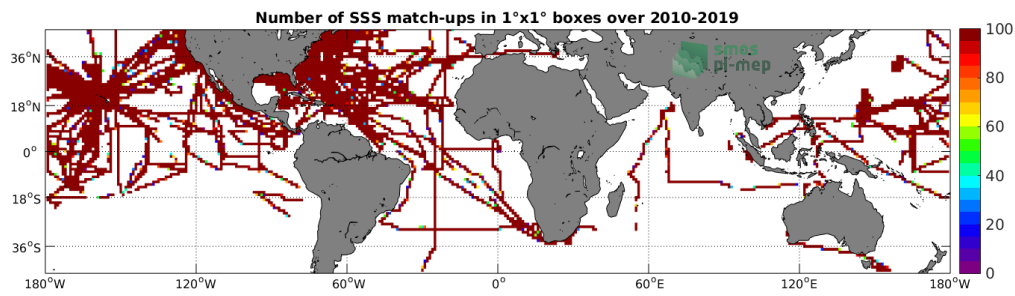 Number of SSS match-ups in 1°x1° boxes over 2010-2019
smos
pi-mep
36°N
18°N
0°
18°S
36°S
180°W 120°W 60°W 0° 60°E 120°E 180°W
100
80
60
40
20
0